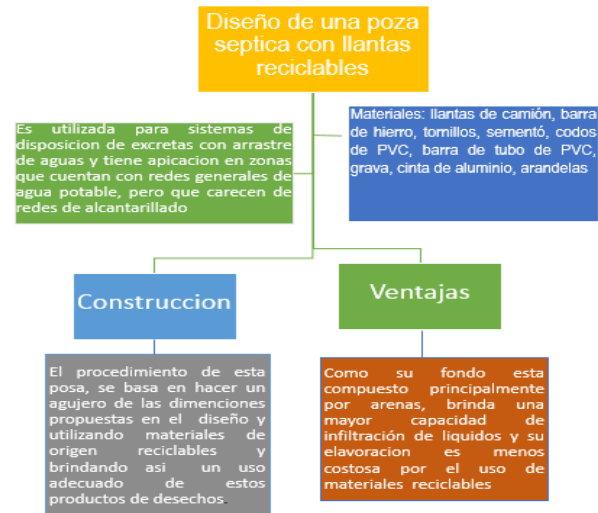 Diseño de una poza
septica con llantas
reciclables
Es utilizada para sistemas de
disposicion de excretas con arrastre
de aguas y tiene apicacion en zonas
que cuentan con redes generales de
agua potable, pero que carecen de
redes de alcantarillado
Materiales: llantas de camión, barra
de hierro, tornillos, sementó, codos
de PVC, barra de tubo de PVC,
grava, cinta de aluminio, arandelas
Construccion
Ventajas
El procedimiento de esta
posa, se basa en hacer un
agujero de las dimenciones
propuestas en el diseño y
utilizando materiales de
origen reciclables y
brindando asi un uso
adecuado de estos
productos de desechos.
Como su fondo esta
compuesto principalmente
por arenas, brinda una
mayor capacidad de
infiltración de liquidos y su
elavoracion es menos
costosa por el uso de
materiales reciclables